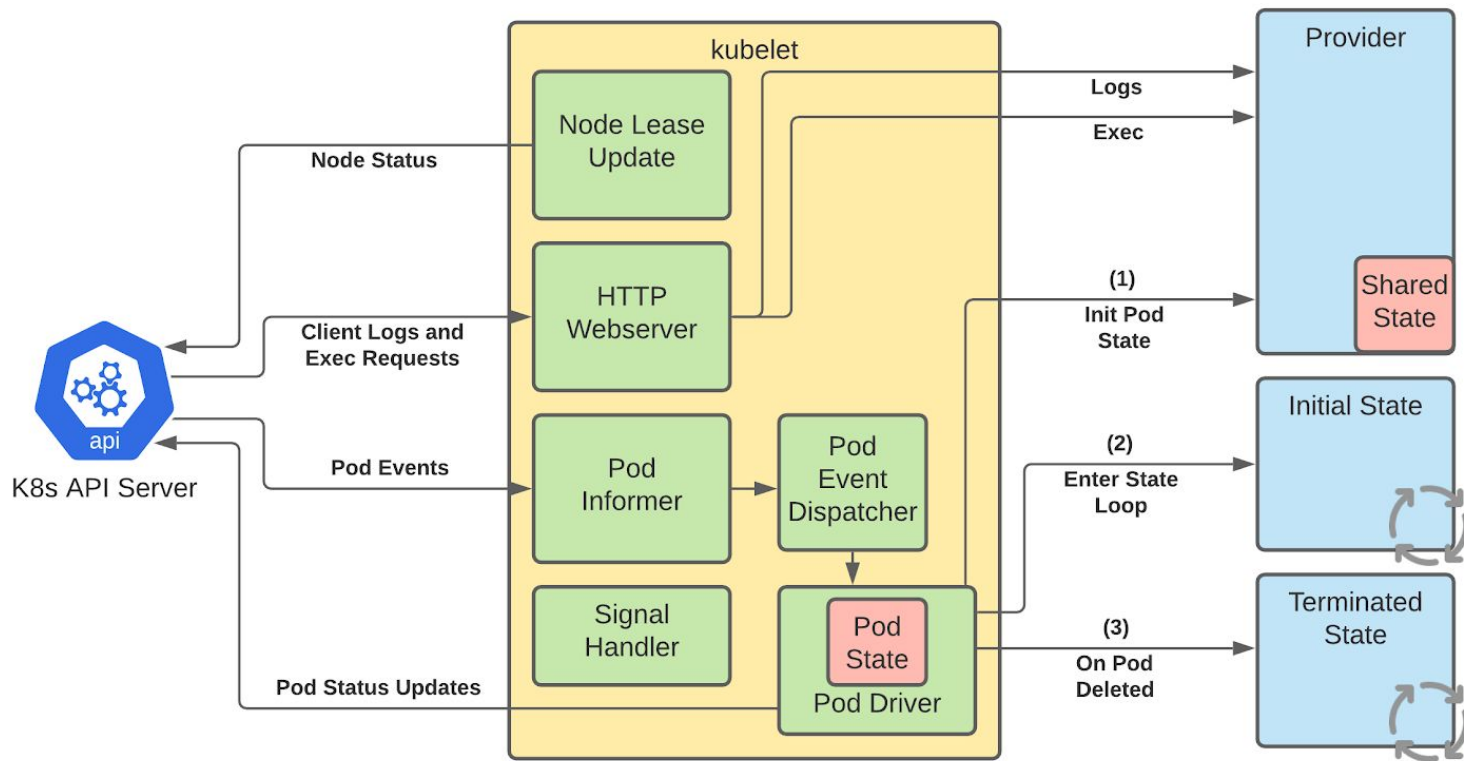 kubelet
Node Lease
Update
HTTP
Webserver
Pod
Informer
Pod
Event
Dispatcher
Signal
Handler
Pod
State
Pod Driver
Node Status
Client Logs and
Exec Requests
api
K8s API Server
Pod Events
Pod Status Updates
Logs
Exec
(1)
Init Pod
State
(2)
Enter State
Loop
(3)
On Pod
Deleted
Provider
Shared
State
Initial State
Terminated
State